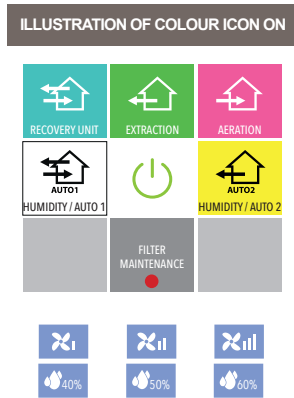 ILLUSTRATION OF COLOUR ICON ON
RECOVERY UNIT
EXTRACTION
AERATION
AUTO1
HUMIDITY / AUTO 1
AUTO2
HUMIDITY / AUTO 2
FILTER
MAINTENANCE
40%
50%
60%